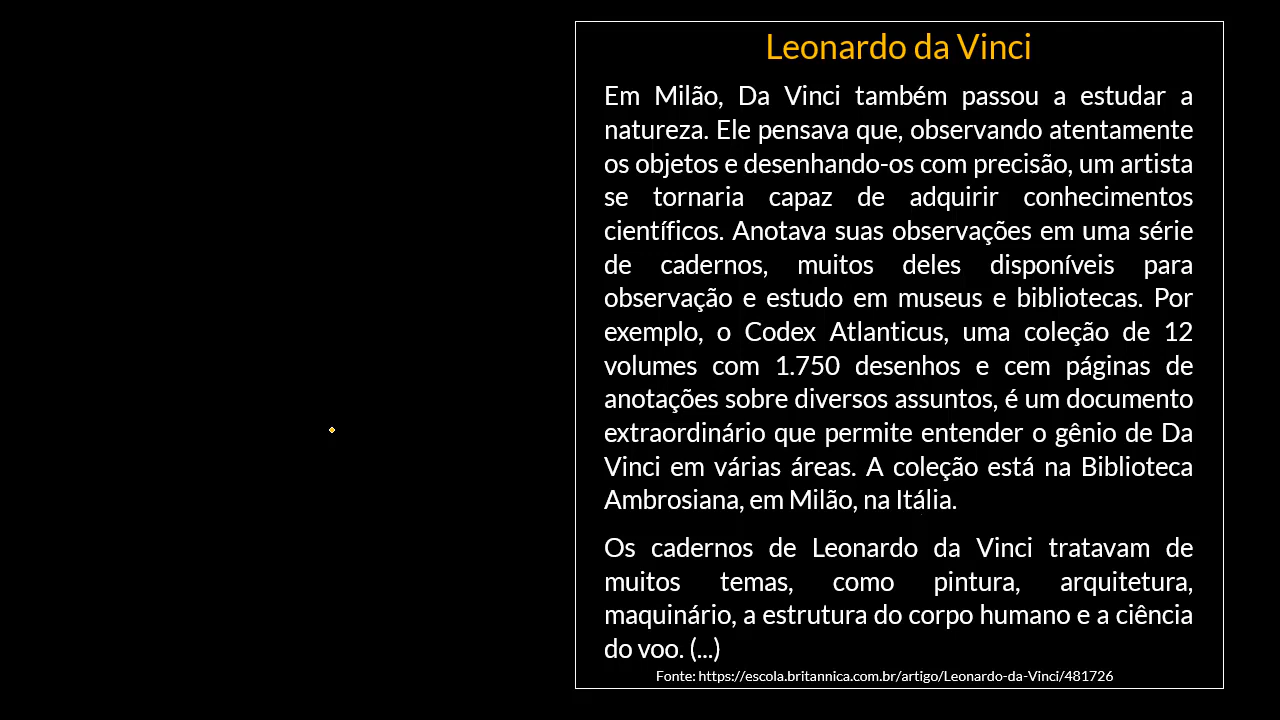 Leonardo da Vinci
Em Milão, Da Vinci também passou a estudar a
natureza. Ele pensava que, observando atentamente
os objetos e desenhando-os com precisão, um artista
se tornaria capaz de adquirir conhecimentos
científicos. Anotava suas observações em uma série
de cadernos, muitos deles disponíveis para
observação e estudo em museus e bibliotecas. Por
exemplo, o Codex Atlanticus, uma coleção de 12
volumes com 1.750 desenhos e cem páginas de
anotações sobre diversos assuntos, é um documento
extraordinário que permite entender o gênio de Da
Vinci em várias áreas. A coleção está na Biblioteca
Ambrosiana, em Milão, na Itália.
Os cadernos de Leonardo da Vinci tratavam de
muitos temas, como pintura, arquitetura,
maquinário, a estrutura do corpo humano e a ciência
do voo. (...)
Fonte: https://escola.britannica.com.br/artigo/Leonardo-da-Vinci/481726